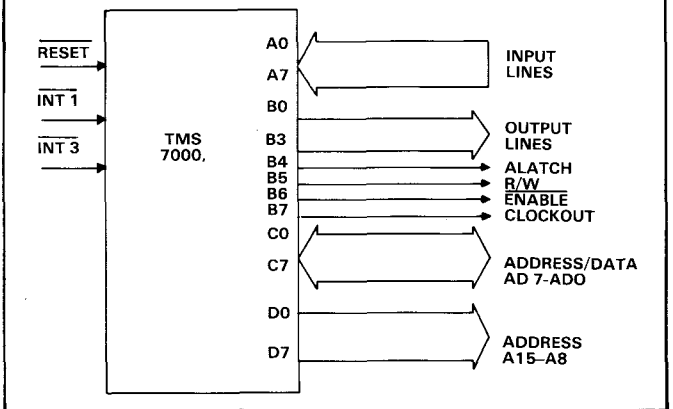 RESET
INT 1
INT 3
TMS
7000,
A0
A7
B0
B3
B4
B5
B6
B7
C0
C7
D0
D7
INPUT
LINES
OUTPUT
LINES
ALATCH
R/W
ENABLE
CLOCKOUT
ADDRESS/DATA
AD 7-ADO
ADDRESS
A15–A8